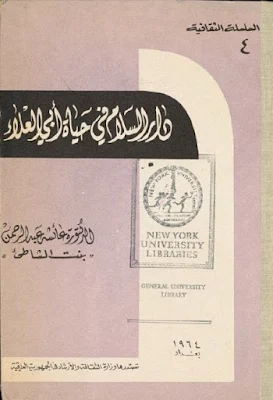 السلسلة الثقافية
٤
دار السلام في حياة أبي العلاء
الدكتورة عائشة عبد الرحمن
« بنت الشاطئ »
NEW YORK
UNIVERSITY
LIBRARIES
GENERAL UNIVERSITY
LIBRARY
١٩٦٤
بغداد
تصدرها وزارة الثقافة والإرشاد في الجمهورية العراقية